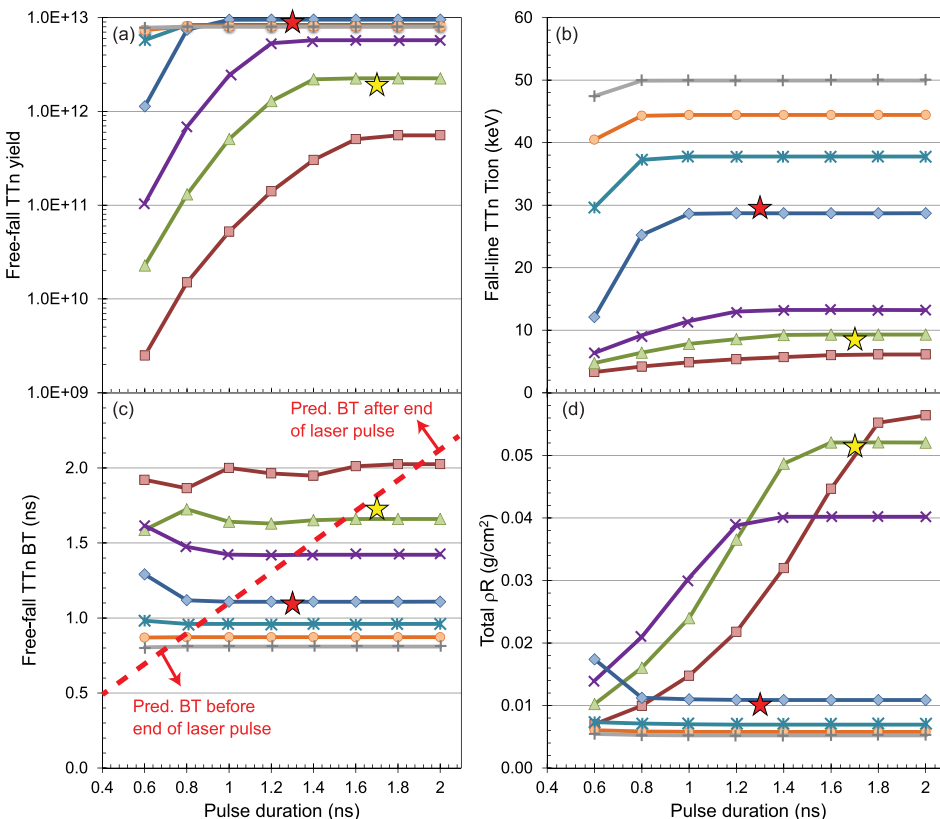 (a)
1.0E+13
1.0E+12
1.0E+11
1.0E+10
1.0E+09
Free-fall TTn yield
(b)
60
50
40
30
20
10
0
Fall-line TTn Tion (keV)
(c)
Pred. BT after end
of laser pulse
2.0
1.5
1.0
0.5
0.0
Free-fall TTn BT (ns)
Pred. BT before
end of laser pulse
0.4 0.6 0.8 1.0 1.2 1.4 1.6 1.8 2
Pulse duration (ns)
(d)
0.05
0.04
0.03
0.02
0.01
0.00
Total ρR (g/cm2)
0.4 0.6 0.8 1.0 1.2 1.4 1.6 1.8 2
Pulse duration (ns)